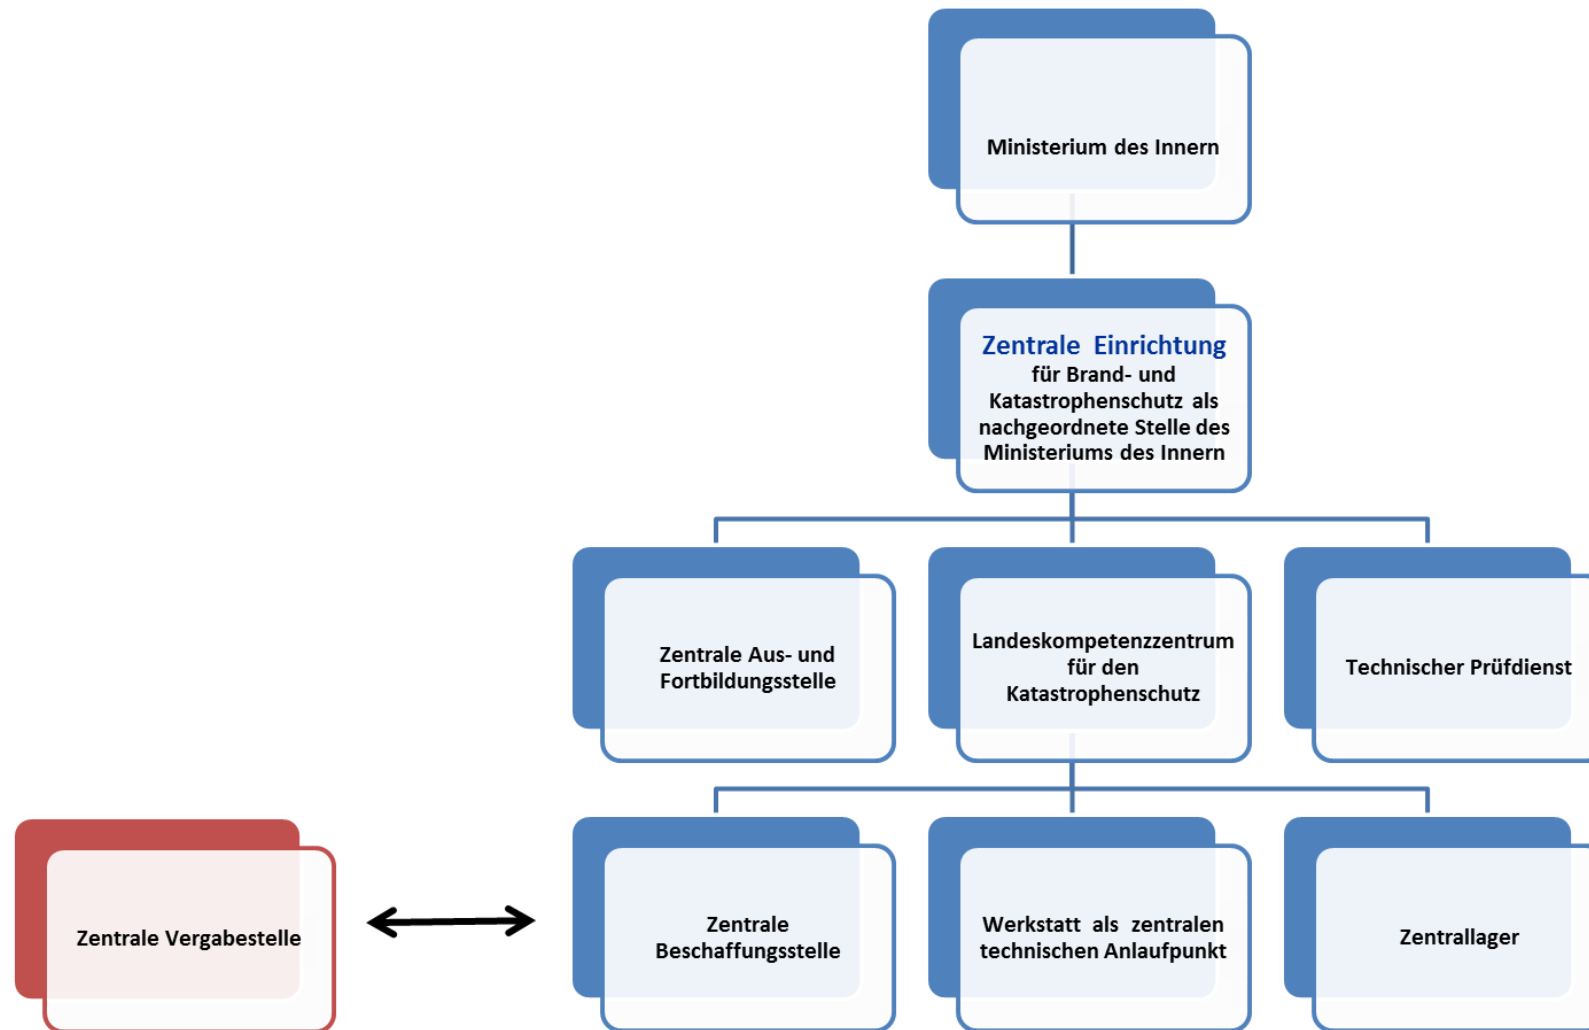 Ministerium des Innern
Zentrale Einrichtung
für Brand- und
Katastrophenschutz als
nachgeordnete Stelle des
Ministeriums des Innern
Zentrale Aus- und
Fortbildungsstelle
Landeskompetenzzentrum
für den
Katastrophenschutz
Technischer Prüfdienst
Zentrale Vergabestelle
Zentrale
Beschaffungsstelle
Werkstatt als zentralen
technischen Anlaufpunkt
Zentrallager